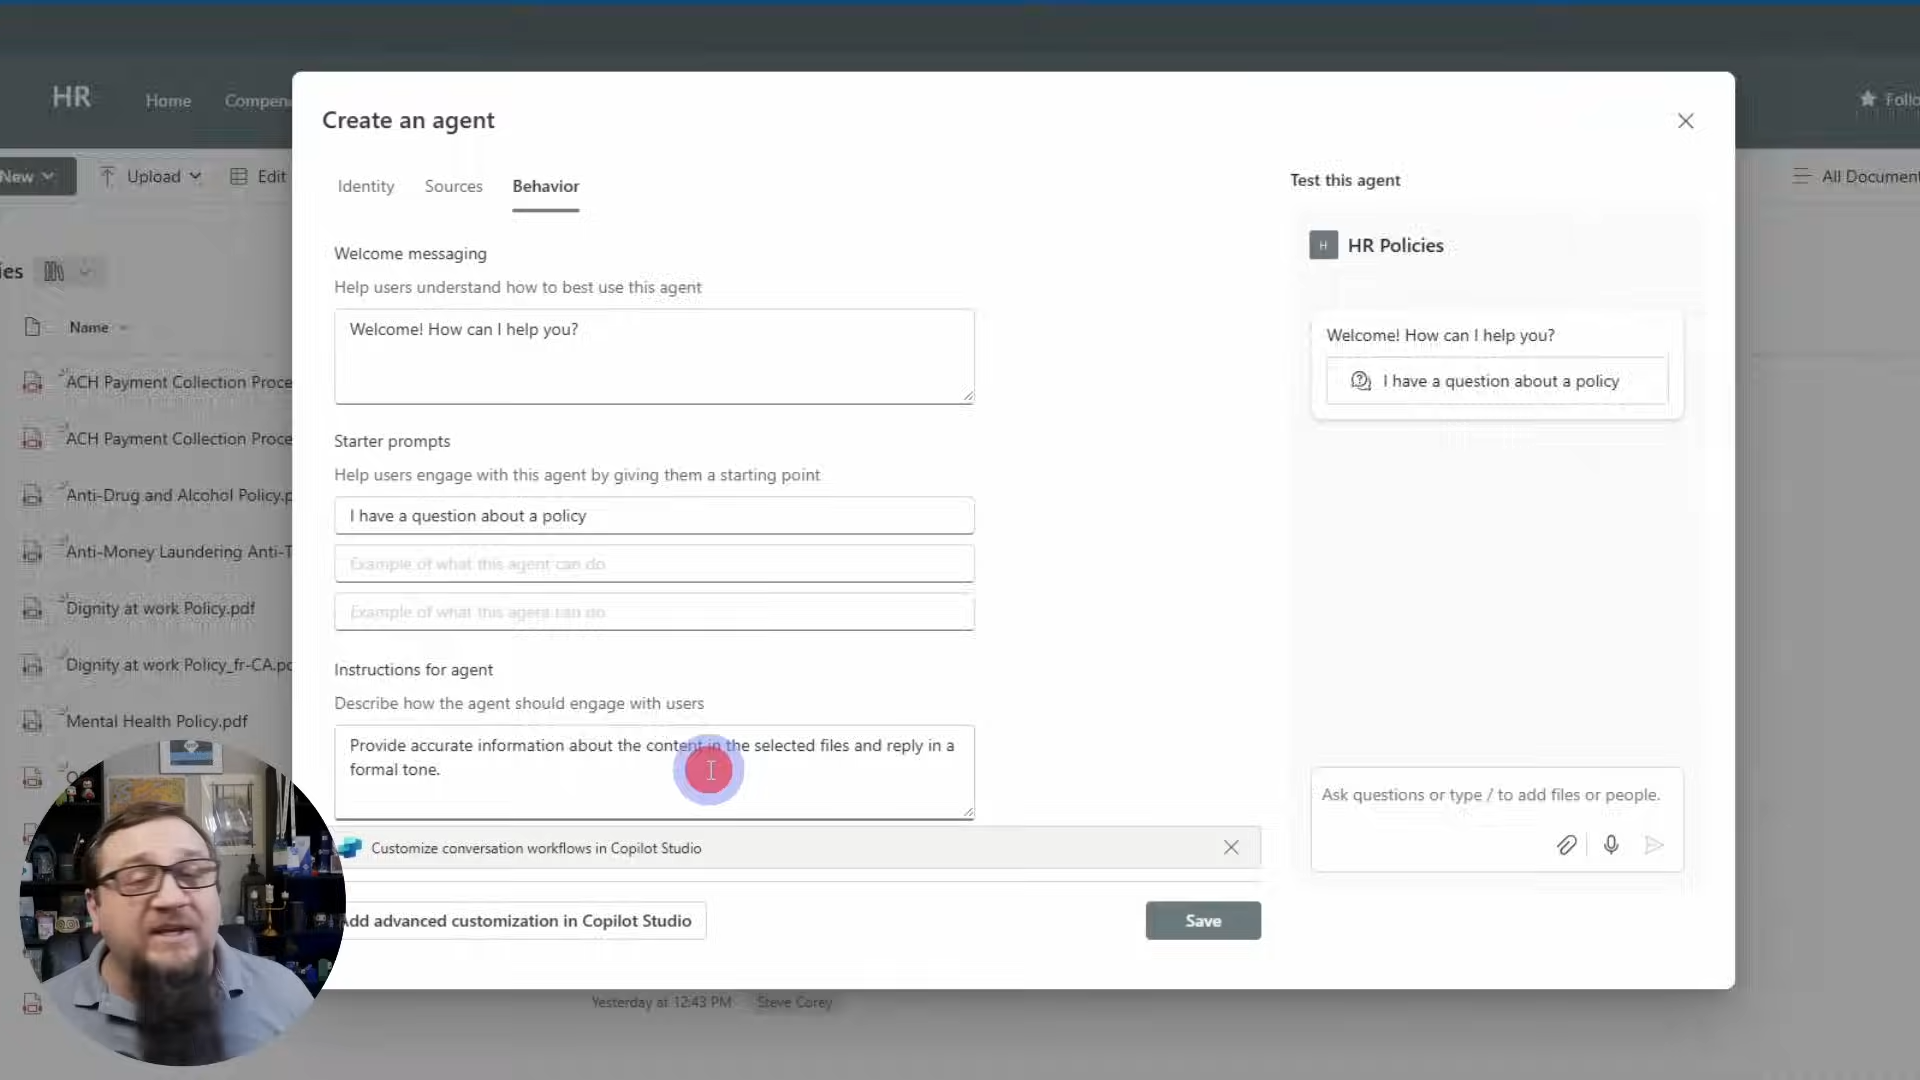 HR
Home
Compen
Follo
New
Upload
Edit
All Document
ies
Name
ACH Payment Collection Proce
ACH Payment Collection Proce
Anti-Drug and Alcohol Policy.p
Anti-Money Laundering Anti-T
Dignity at work Policy.pdf
Dignity at work Policy_fr-CA.pd
Mental Health Policy.pdf
Create an agent
Identity
Sources
Behavior
Welcome messaging
Help users understand how to best use this agent
Welcome! How can I help you?
Starter prompts
Help users engage with this agent by giving them a starting point
I have a question about a policy
Example of what this agent can do
Example of what this agent can do
Instructions for agent
Describe how the agent should engage with users
Provide accurate information about the content in the selected files and reply in a
formal tone.
Customize conversation workflows in Copilot Studio
Add advanced customization in Copilot Studio
Save
Test this agent
H
HR Policies
Welcome! How can I help you?
I have a question about a policy
Ask questions or type / to add files or people.
Yesterday at 12:43 PM
Steve Corey